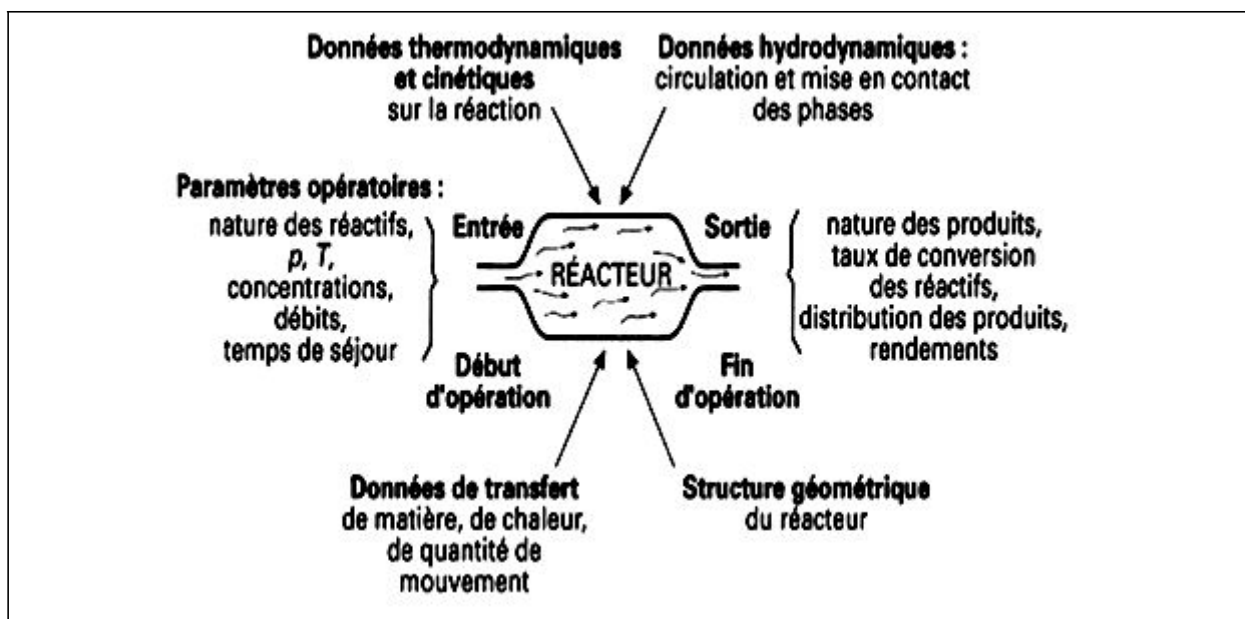 Données thermodynamiques
et cinétiques
sur la réaction
Données hydrodynamiques :
circulation et mise en contact
des phases
Paramètres opératoires :
nature des réactifs,
p, T,
concentrations,
débits,
temps de séjour
Entrée
RÉACTEUR
Sortie
nature des produits,
taux de conversion
des réactifs,
distribution des produits,
rendements
Début
d'opération
Fin
d'opération
Données de transfert
de matière, de chaleur,
de quantité de
mouvement
Structure géométrique
du réacteur